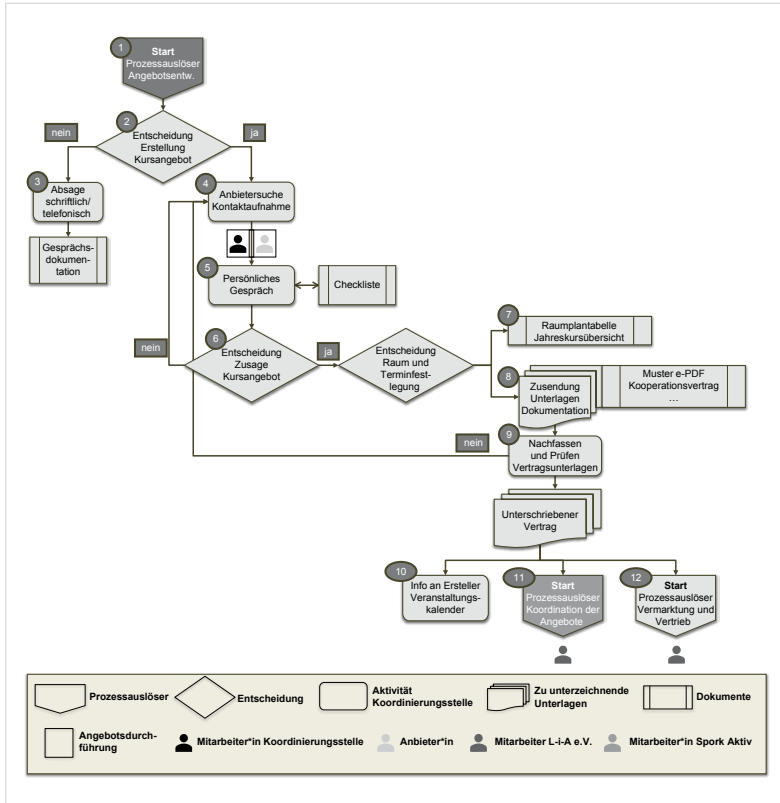 1
Start
Prozessauslöser
Angebotsentw.
2
Entscheidung
Erstellung
Kursangebot
nein
ja
3
Absage
schriftlich/
telefonisch
4
Anbietersuche
Kontaktaufnahme
Gesprächs-
dokumen-
tation
5
Persönliches
Gespräch
Checkliste
6
Entscheidung
Zusage
Kursangebot
nein
ja
Entscheidung
Raum und
Terminfest-
legung
7
Raumplantabelle
Jahreskursübersicht
8
Zusendung
Unterlagen
Dokumentation
Muster e-PDF
Kooperationsvertrag
…
9
Nachfassen
und Prüfen
Vertragsunterlagen
nein
Unterschriebener
Vertrag
10
Info an Ersteller
Veranstaltungs-
kalender
11
Start
Prozessauslöser
Koordination der
Angebote
12
Start
Prozessauslöser
Vermarktung und
Vertrieb
Prozessauslöser
Entscheidung
Aktivität
Koordinierungsstelle
Zu unterzeichnende
Unterlagen
Dokumente
Angebotsdurch-
führung
Mitarbeiter*in Koordinierungsstelle
Anbieter*in
Mitarbeiter L-i-A e.V.
Mitarbeiter*in Spork Aktiv